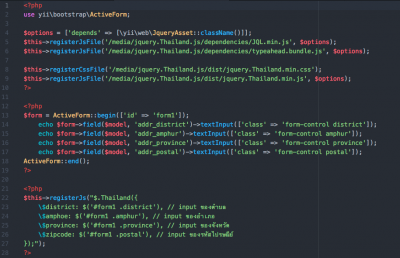 <?php
use yii\bootstrap\ActiveForm;
$options = ['depends' => [\yii\web\JqueryAsset::className()]];
$this->registerJsFile('/media/jquery.Thailand.js/dependencies/JQL.min.js', $options);
$this->registerJsFile('/media/jquery.Thailand.js/dependencies/typeahead.bundle.js', $options);
$this->registerCssFile('/media/jquery.Thailand.js/dist/jquery.Thailand.min.css');
$this->registerJsFile('/media/jquery.Thailand.js/dist/jquery.Thailand.min.js', $options);
?>
<?php
$form = ActiveForm::begin(['id' => 'form1']);
echo $form->field($model, 'addr_district')->textInput(['class' => 'form-control district']);
echo $form->field($model, 'addr_amphur')->textInput(['class' => 'form-control amphur']);
echo $form->field($model, 'addr_province')->textInput(['class' => 'form-control province']);
echo $form->field($model, 'addr_postal')->textInput(['class' => 'form-control postal']);
ActiveForm::end();
?>
<?php
$this->registerJs("$.Thailand({
\$district: $('#form1 .district'), // input ของตำบล
\$amphoe: $('#form1 .amphur'), // input ของอำเภอ
\$province: $('#form1 .province'), // input ของจังหวัด
\$zipcode: $('#form1 .postal'), // input ของรหัสไปรษณีย์
});");
?>